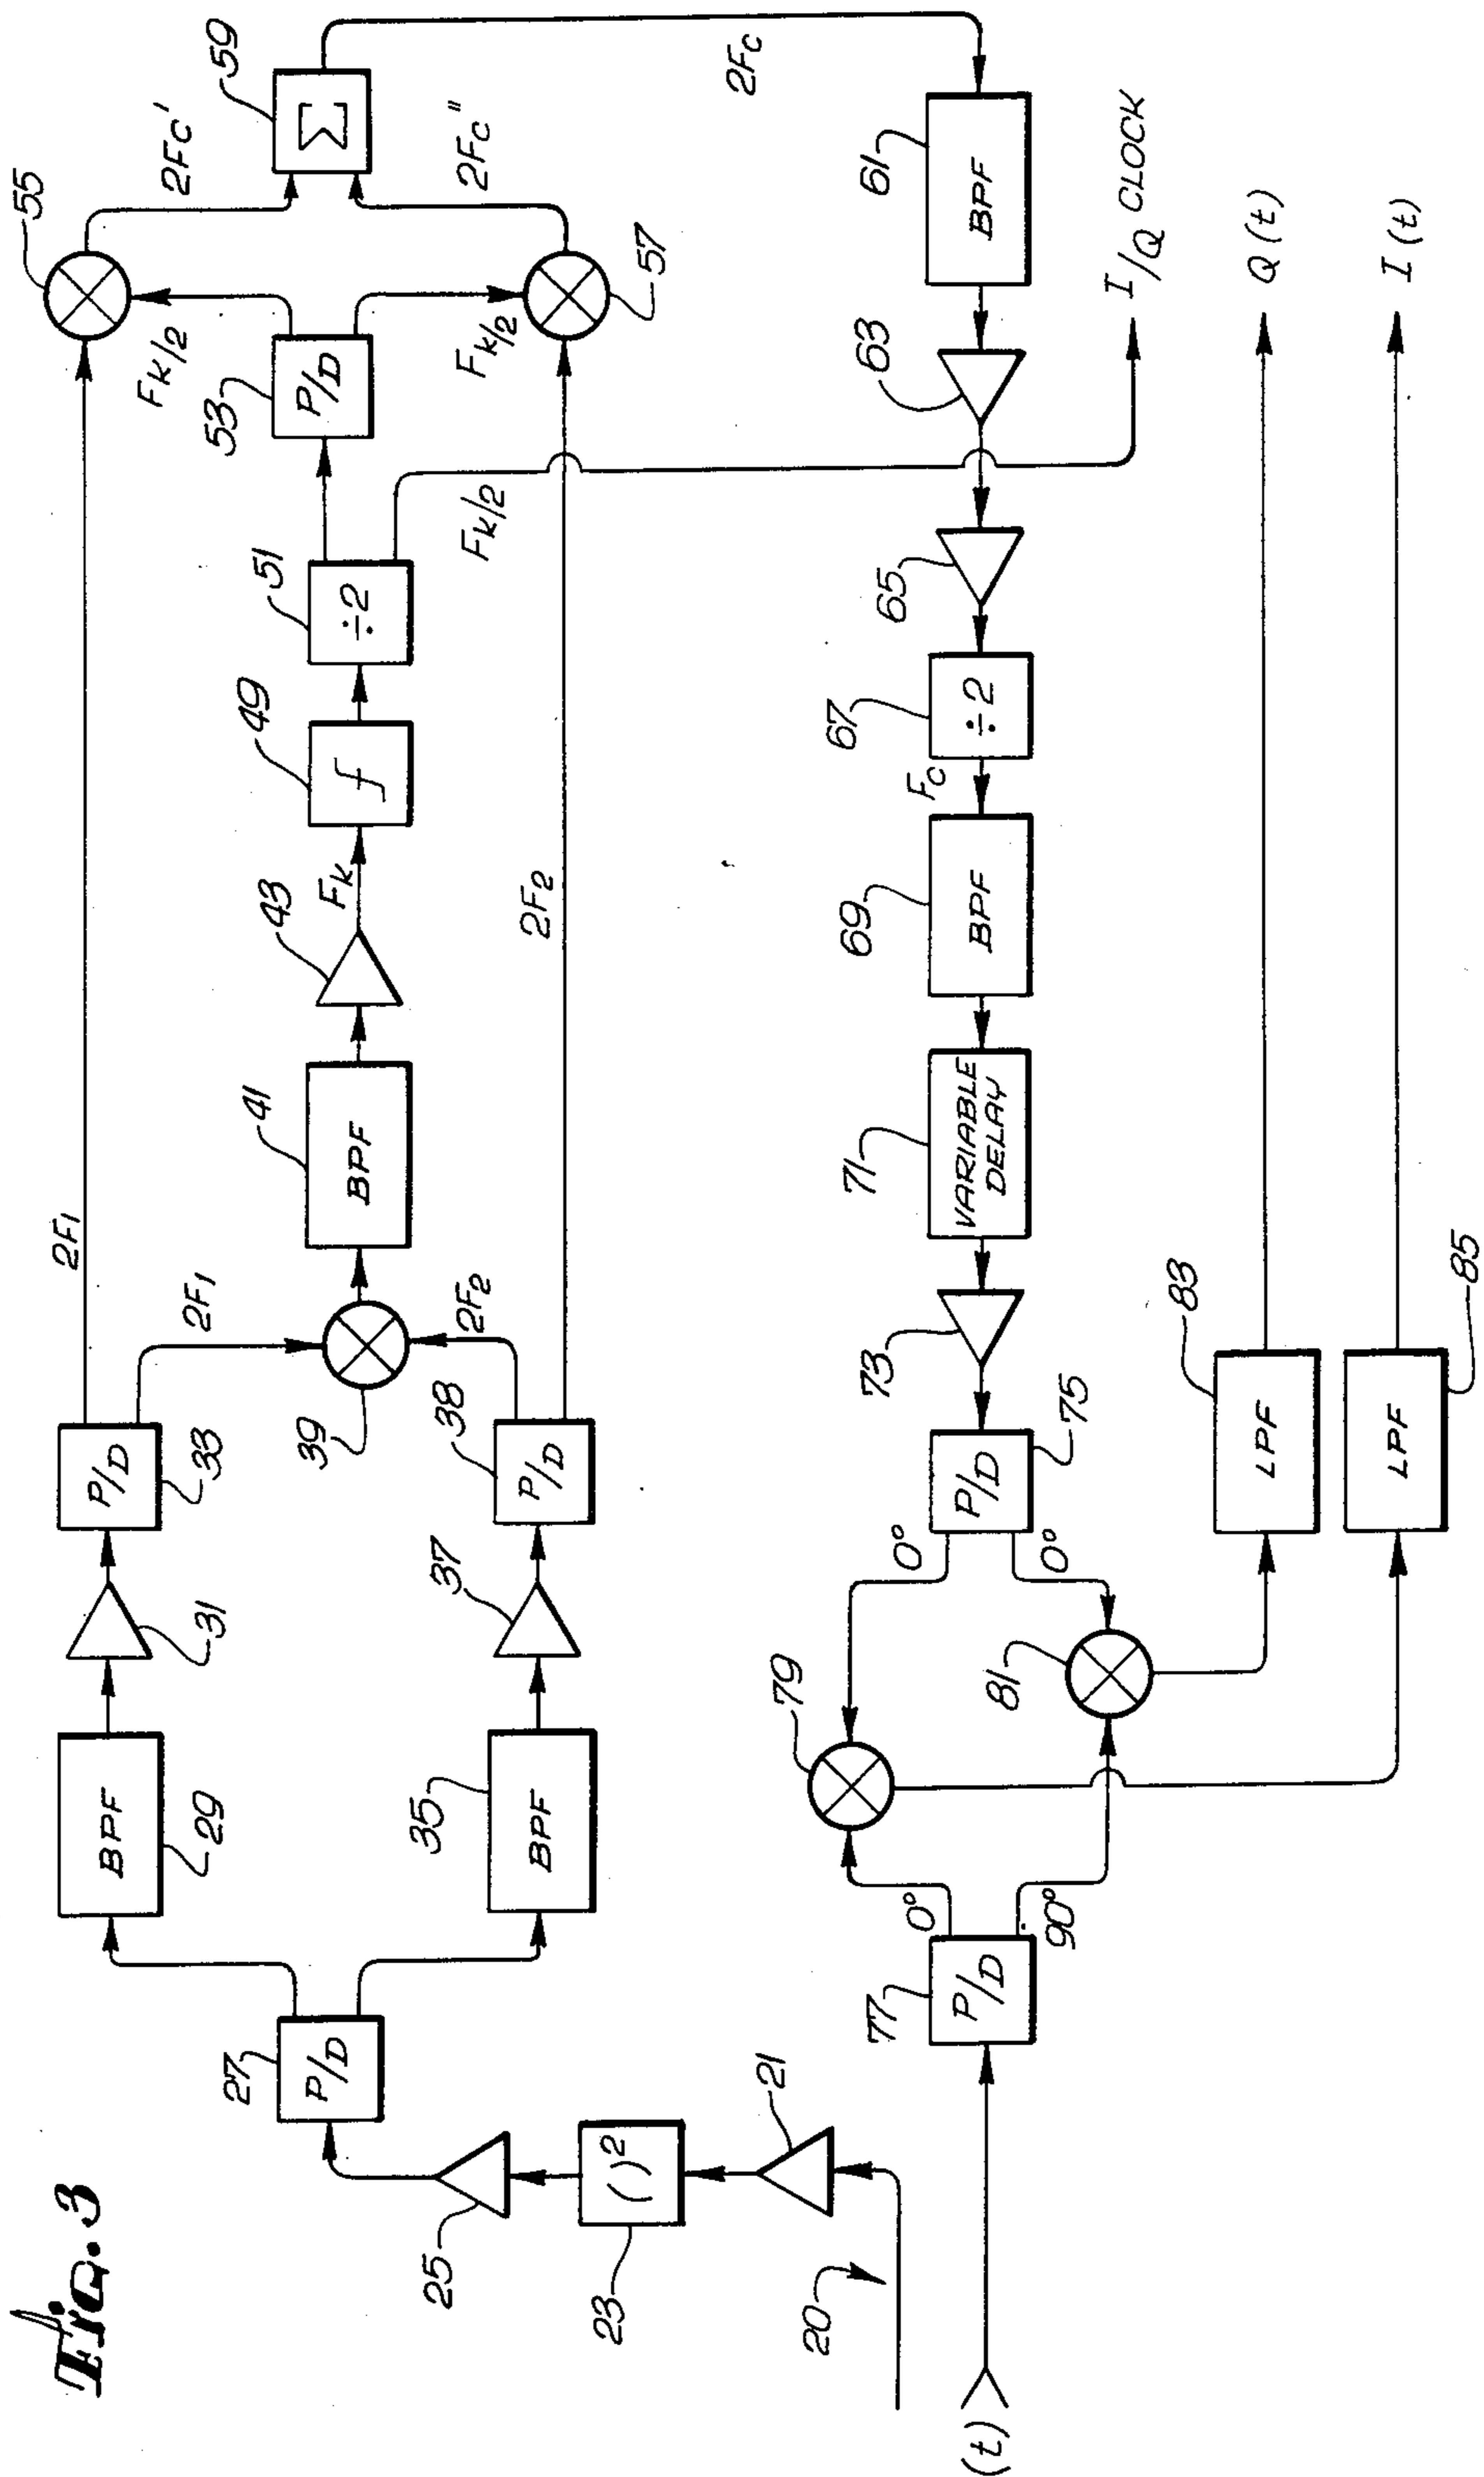 Fig. 3
(t)
20
21
23
( )²
25
27
P/D
29
BPF
31
33
P/D
2F1
2F1
35
BPF
37
38
P/D
2F2
2F2
39
41
BPF
43
FK
49
f
51
÷2
FK/2
53
P/D
FK/2
FK/2
55
57
2FC'
2FC"
59
Σ
2FC
61
BPF
63
65
67
÷2
FC
69
BPF
71
VARIABLE
DELAY
73
75
P/D
0°
0°
77
P/D
0°
90°
79
81
83
LPF
85
LPF
I/Q CLOCK
Q(t)
I(t)